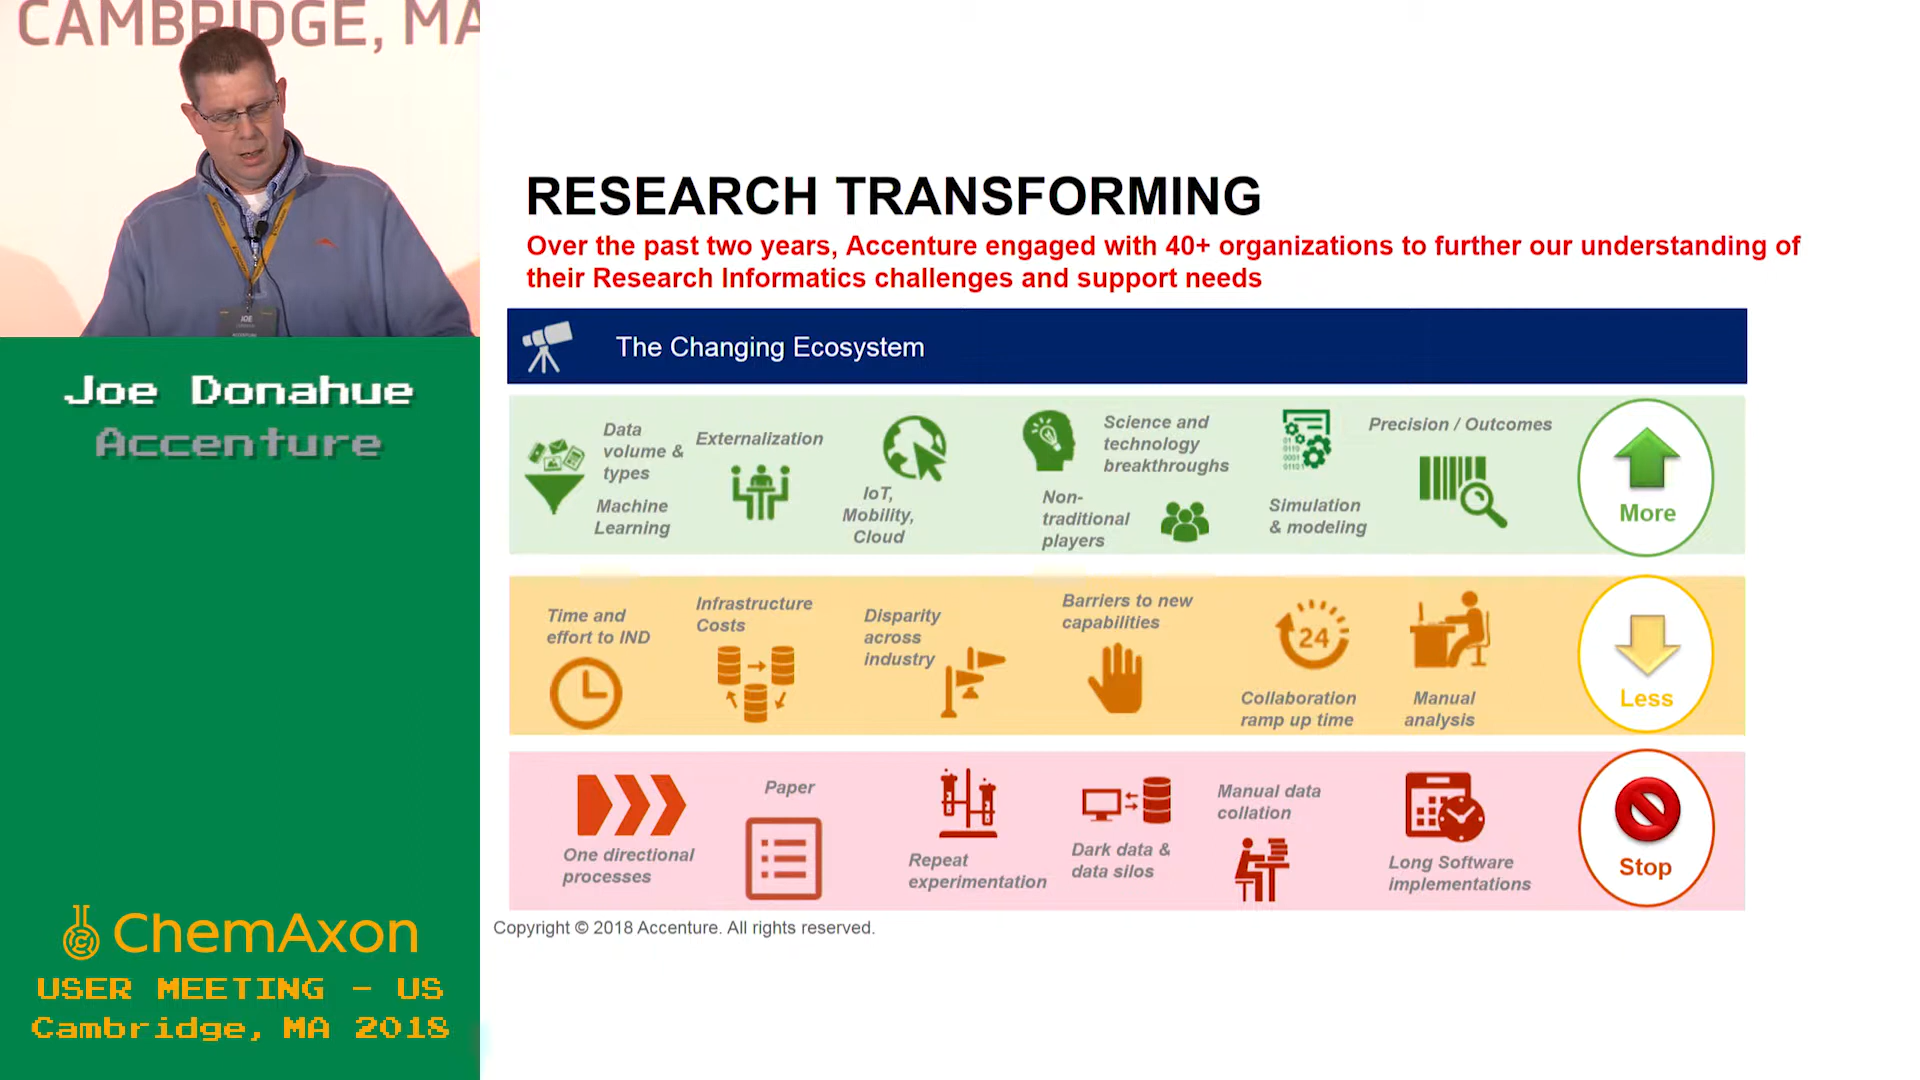 CAMBRIDGE, MA
JOE
Joe Donahue
Accenture
ChemAxon
USER MEETING - US
Cambridge, MA 2018
RESEARCH TRANSFORMING
Over the past two years, Accenture engaged with 40+ organizations to further our understanding of
their Research Informatics challenges and support needs
The Changing Ecosystem
Data
volume &
types
Machine
Learning
Externalization
IoT,
Mobility,
Cloud
Science and
technology
breakthroughs
Non-
traditional
players
Simulation
& modeling
Precision / Outcomes
More
Time and
effort to IND
Infrastructure
Costs
Disparity
across
industry
Barriers to new
capabilities
24
Collaboration
ramp up time
Manual
analysis
Less
One directional
processes
Paper
Repeat
experimentation
Dark data &
data silos
Manual data
collation
Long Software
implementations
Stop
Copyright © 2018 Accenture. All rights reserved.